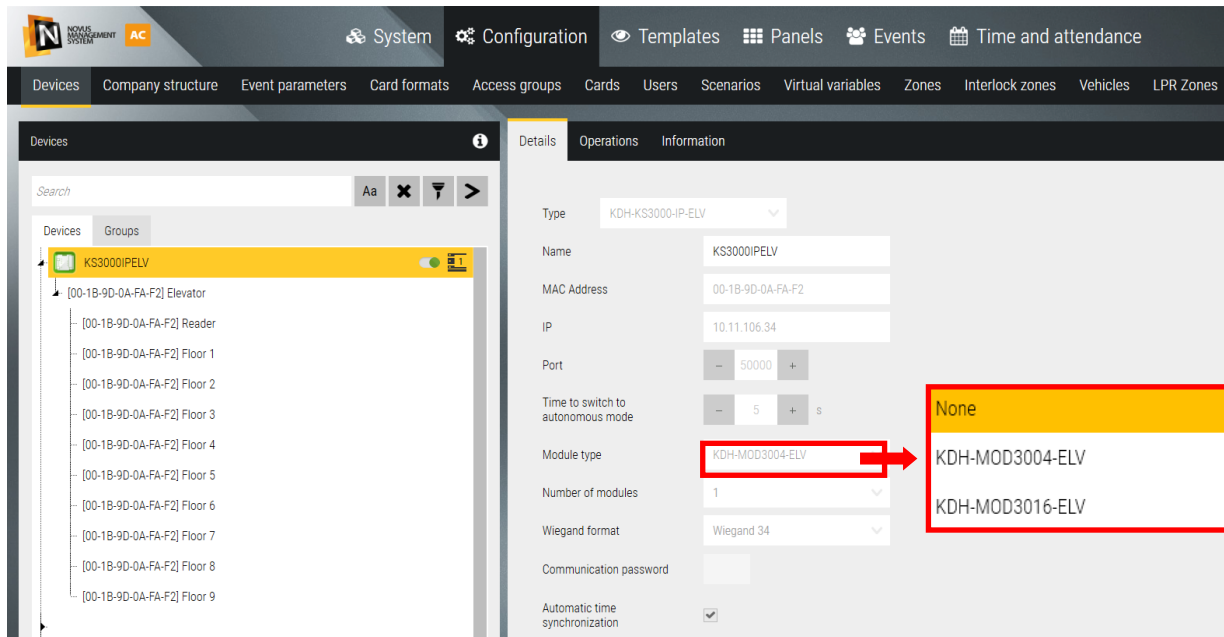 NOVUS MANAGEMENT SYSTEM AC
System Configuration Templates Panels Events Time and attendance
Devices Company structure Event parameters Card formats Access groups Cards Users Scenarios Virtual variables Zones Interlock zones Vehicles LPR Zones
Devices
Search Aa
Devices Groups
KS3000IPELV 1
[00-1B-9D-0A-FA-F2] Elevator
[00-1B-9D-0A-FA-F2] Reader
[00-1B-9D-0A-FA-F2] Floor 1
[00-1B-9D-0A-FA-F2] Floor 2
[00-1B-9D-0A-FA-F2] Floor 3
[00-1B-9D-0A-FA-F2] Floor 4
[00-1B-9D-0A-FA-F2] Floor 5
[00-1B-9D-0A-FA-F2] Floor 6
[00-1B-9D-0A-FA-F2] Floor 7
[00-1B-9D-0A-FA-F2] Floor 8
[00-1B-9D-0A-FA-F2] Floor 9
Details Operations Information
Type KDH-KS3000-IP-ELV
Name KS3000IPELV
MAC Address 00-1B-9D-0A-FA-F2
IP 10.11.106.34
Port - 50000 +
Time to switch to
autonomous mode - 5 + s
Module type KDH-MOD3004-ELV
Number of modules 1
Wiegand format Wiegand 34
Communication password
Automatic time
synchronization
None
KDH-MOD3004-ELV
KDH-MOD3016-ELV